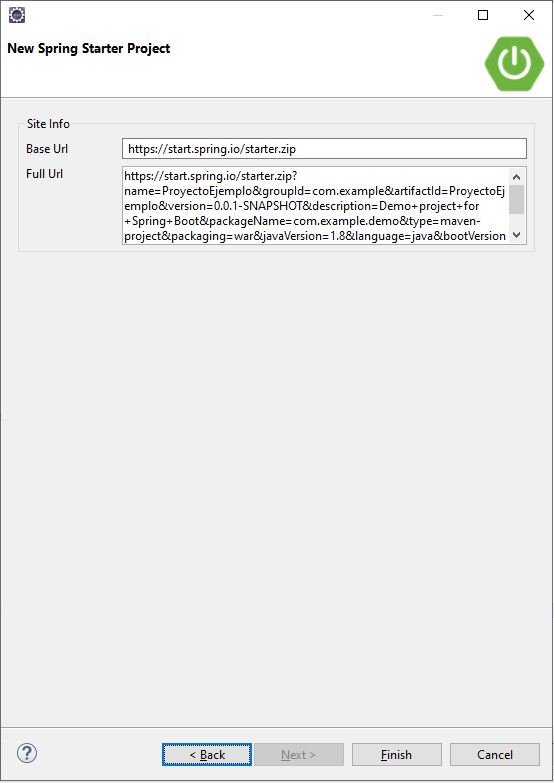 New Spring Starter Project
Site Info
Base Url
https://start.spring.io/starter.zip
Full Url
https://start.spring.io/starter.zip?
name=ProyectoEjemplo&groupId=com.example&artifactId=ProyectoEj
emplo&version=0.0.1-SNAPSHOT&description=Demo+project+for
+Spring+Boot&packageName=com.example.demo&type=maven-
project&packaging=war&javaVersion=1.8&language=java&bootVersion
?
< Back
Next >
Finish
Cancel